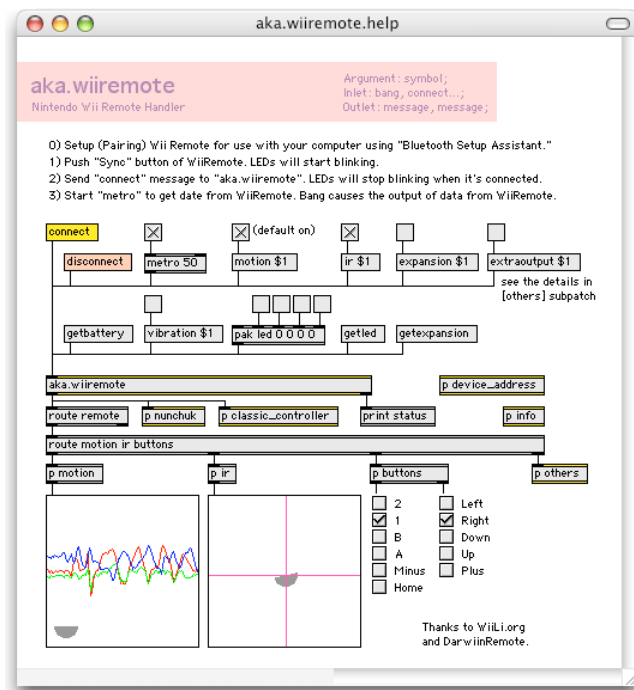 aka.wiiremote.help
aka.wiiremote
Nintendo Wii Remote Handler
Argument: symbol;
Inlet: bang, connect...;
Outlet: message, message;
0) Setup (Pairing) Wii Remote for use with your computer using "Bluetooth Setup Assistant."
1) Push "Sync" button of WiiRemote. LEDs will start blinking.
2) Send "connect" message to "aka.wiiremote". LEDs will stop blinking when it's connected.
3) Start "metro" to get date from WiiRemote. Bang causes the output of data from WiiRemote.
connect
(default on)
disconnect
metro 50
motion $1
ir $1
expansion $1
extraoutput $1
see the details in
[others] subpatch
getbattery
vibration $1
pak led 0 0 0 0
getled
getexpansion
aka.wiiremote
p device_address
route remote
p nunchuk
p classic_controller
print status
p info
route motion ir buttons
p motion
p ir
p buttons
p others
2
Left
1
Right
B
Down
A
Up
Minus
Plus
Home
Thanks to WiiLi.org
and DarwiinRemote.